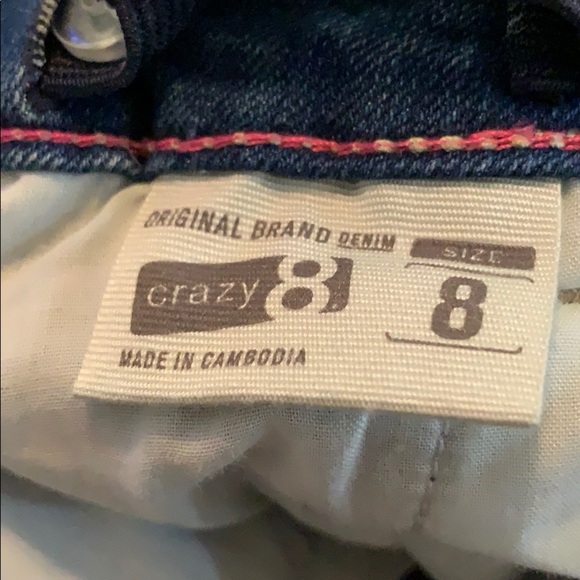 ORIGINAL BRAND DENIM
crazy 8
MADE IN CAMBODIA
SIZE
8